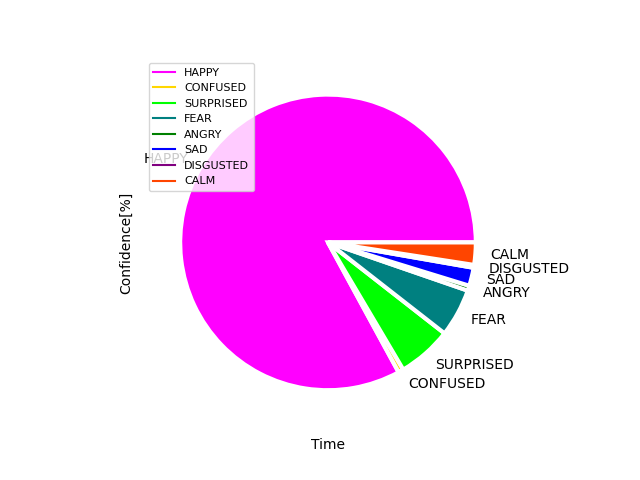 HAPPY
CONFUSED
SURPRISED
FEAR
ANGRY
SAD
DISGUSTED
CALM
HAPPY
Confidence[%]
CALM
DISGUSTED
SAD
ANGRY
FEAR
SURPRISED
CONFUSED
Time